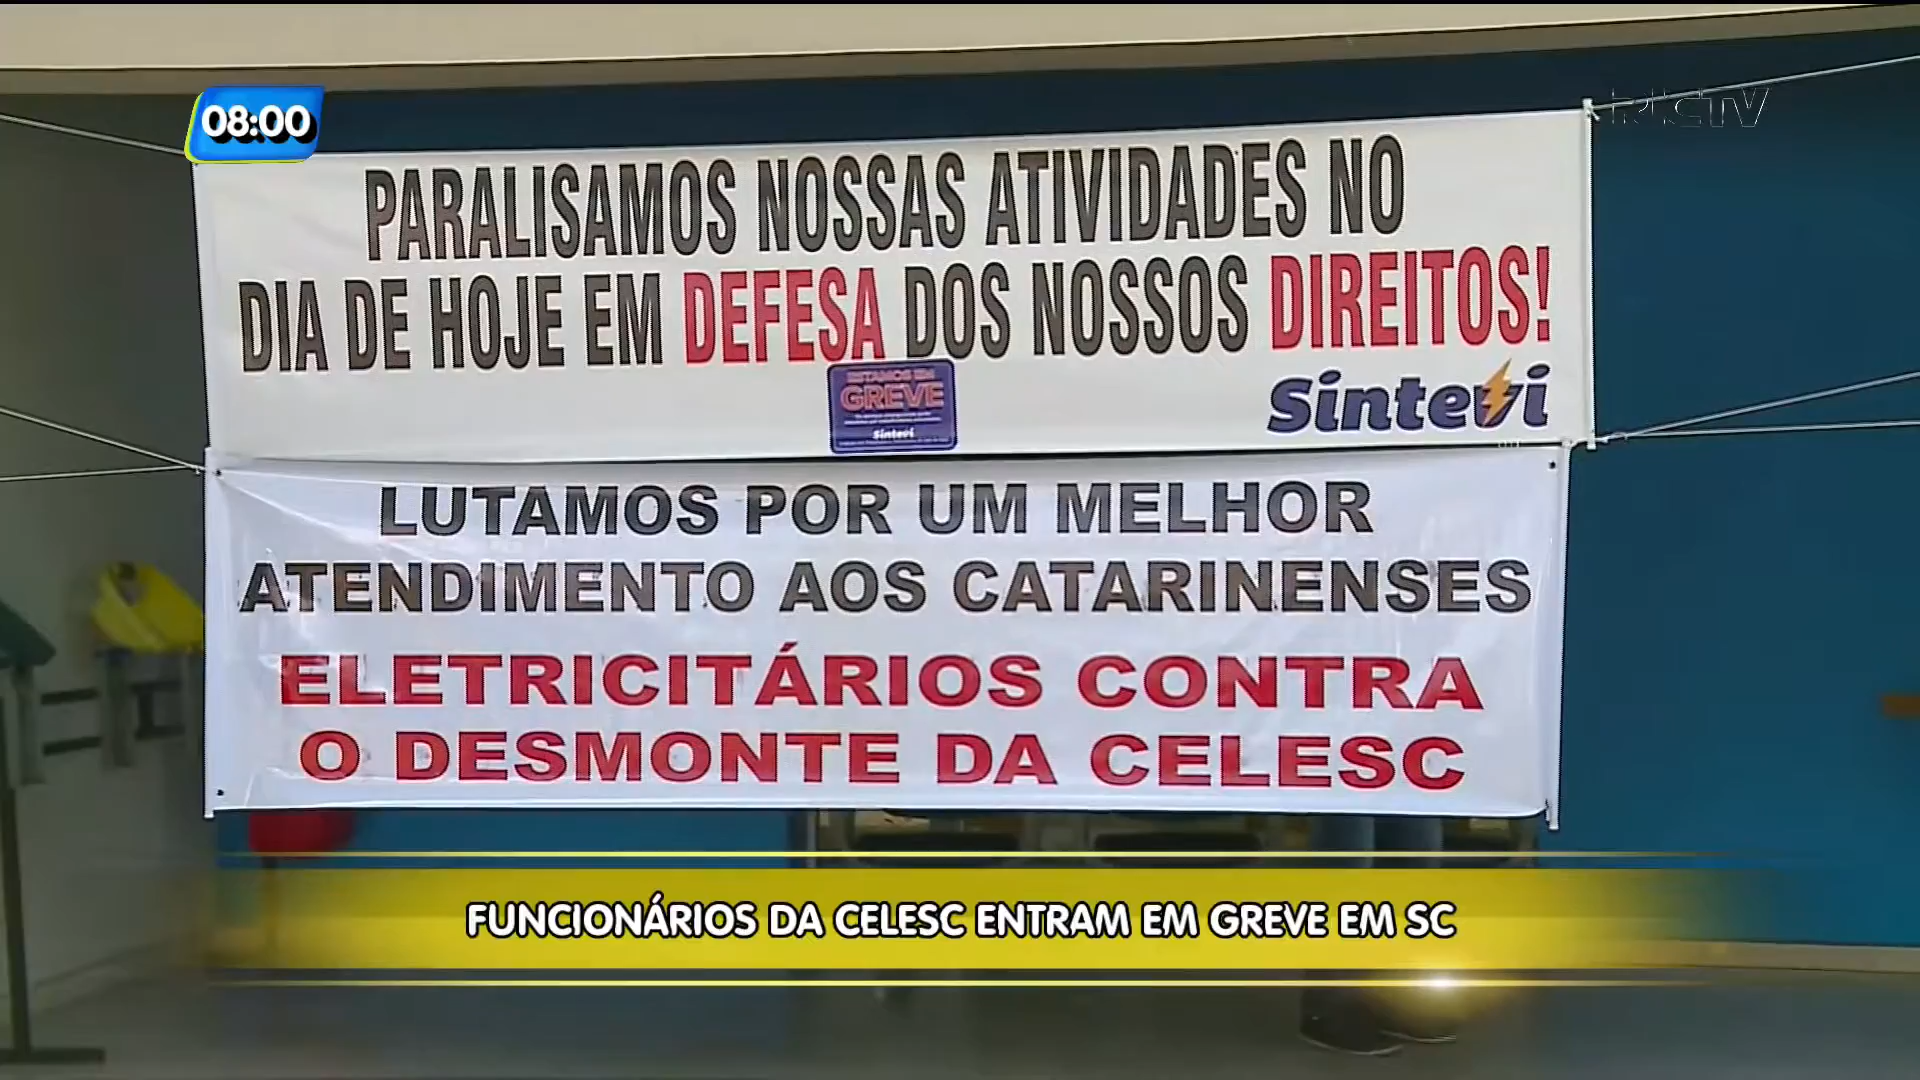 08:00
PARALISAMOS NOSSAS ATIVIDADES NO
DIA DE HOJE EM DEFESA DOS NOSSOS DIREITOS!
ESTAMOS EM
GREVE
Sintevi
Sintevi
LUTAMOS POR UM MELHOR
ATENDIMENTO AOS CATARINENSES
ELETRICITÁRIOS CONTRA
O DESMONTE DA CELESC
FUNCIONÁRIOS DA CELESC ENTRAM EM GREVE EM SC